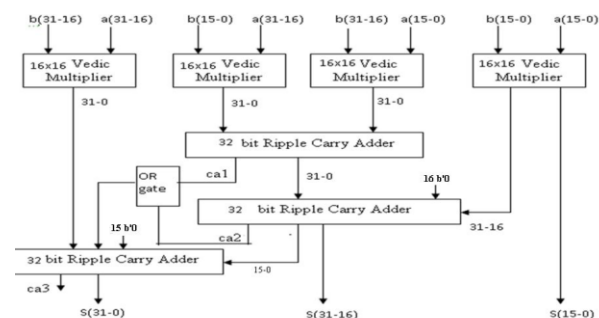 b(31-16) a(31-16) b(15-0) a(31-16) b(31-16) a(15-0) b(15-0) a(15-0)
16x16 Vedic Multiplier
16x16 Vedic Multiplier
16x16 Vedic Multiplier
16x16 Vedic Multiplier
31-0
31-0
31-0
32 bit Ripple Carry Adder
OR gate
ca1
31-0
16 b'0
32 bit Ripple Carry Adder
31-16
15 b'0
ca2
32 bit Ripple Carry Adder
15-0
ca3
S(31-0)
S(31-16)
S(15-0)